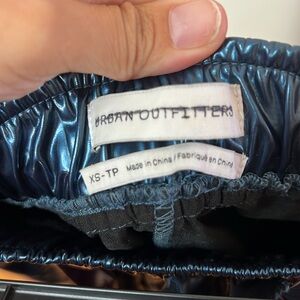 URBAN OUTFITTERS
XS-TP Made in China / Fabriqué en Chine